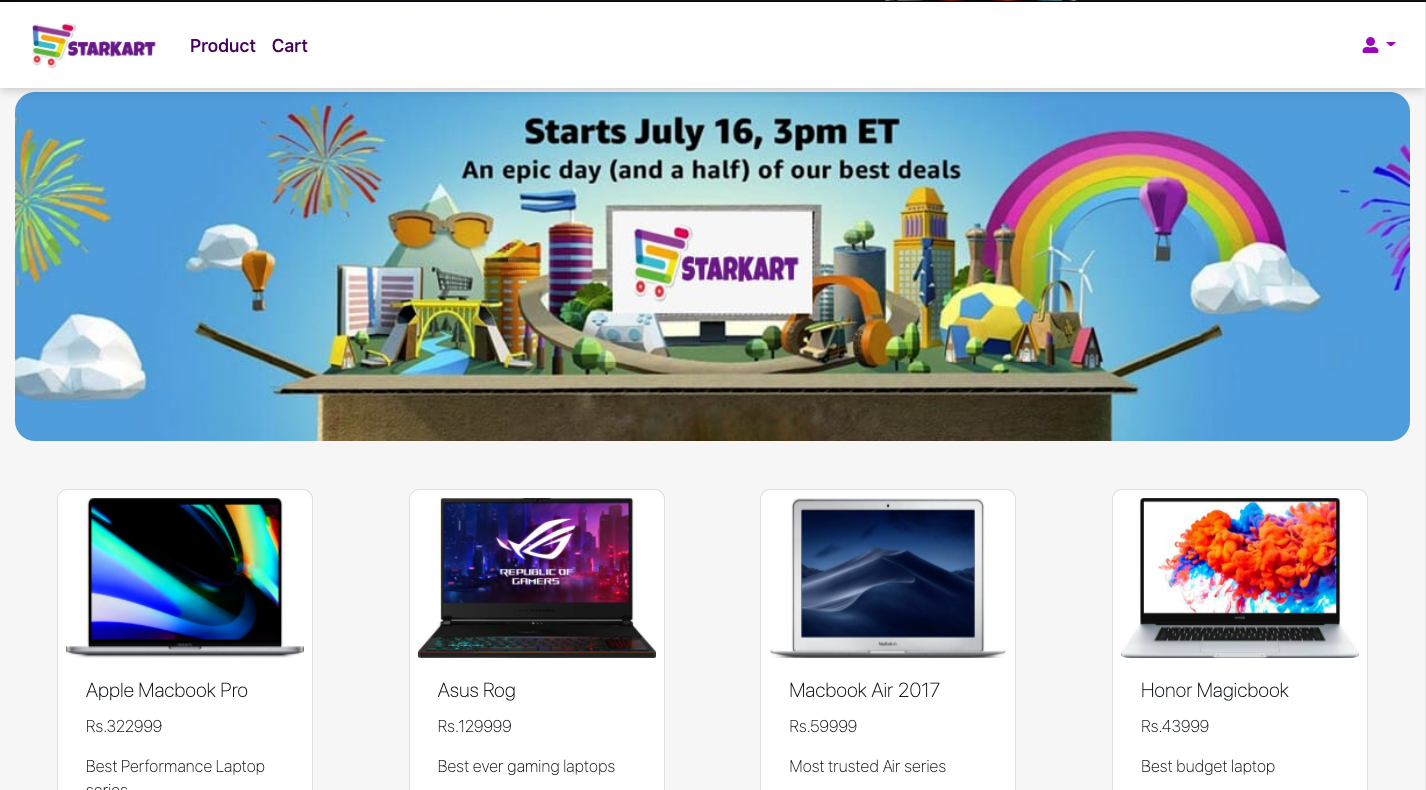 STARKART
Product
Cart
Starts July 16, 3pm ET
An epic day (and a half) of our best deals
STARKART
REPUBLIC OF
GAMERS
Apple Macbook Pro
Rs.322999
Best Performance Laptop
series
Asus Rog
Rs.129999
Best ever gaming laptops
Macbook Air 2017
Rs.59999
Most trusted Air series
Honor Magicbook
Rs.43999
Best budget laptop